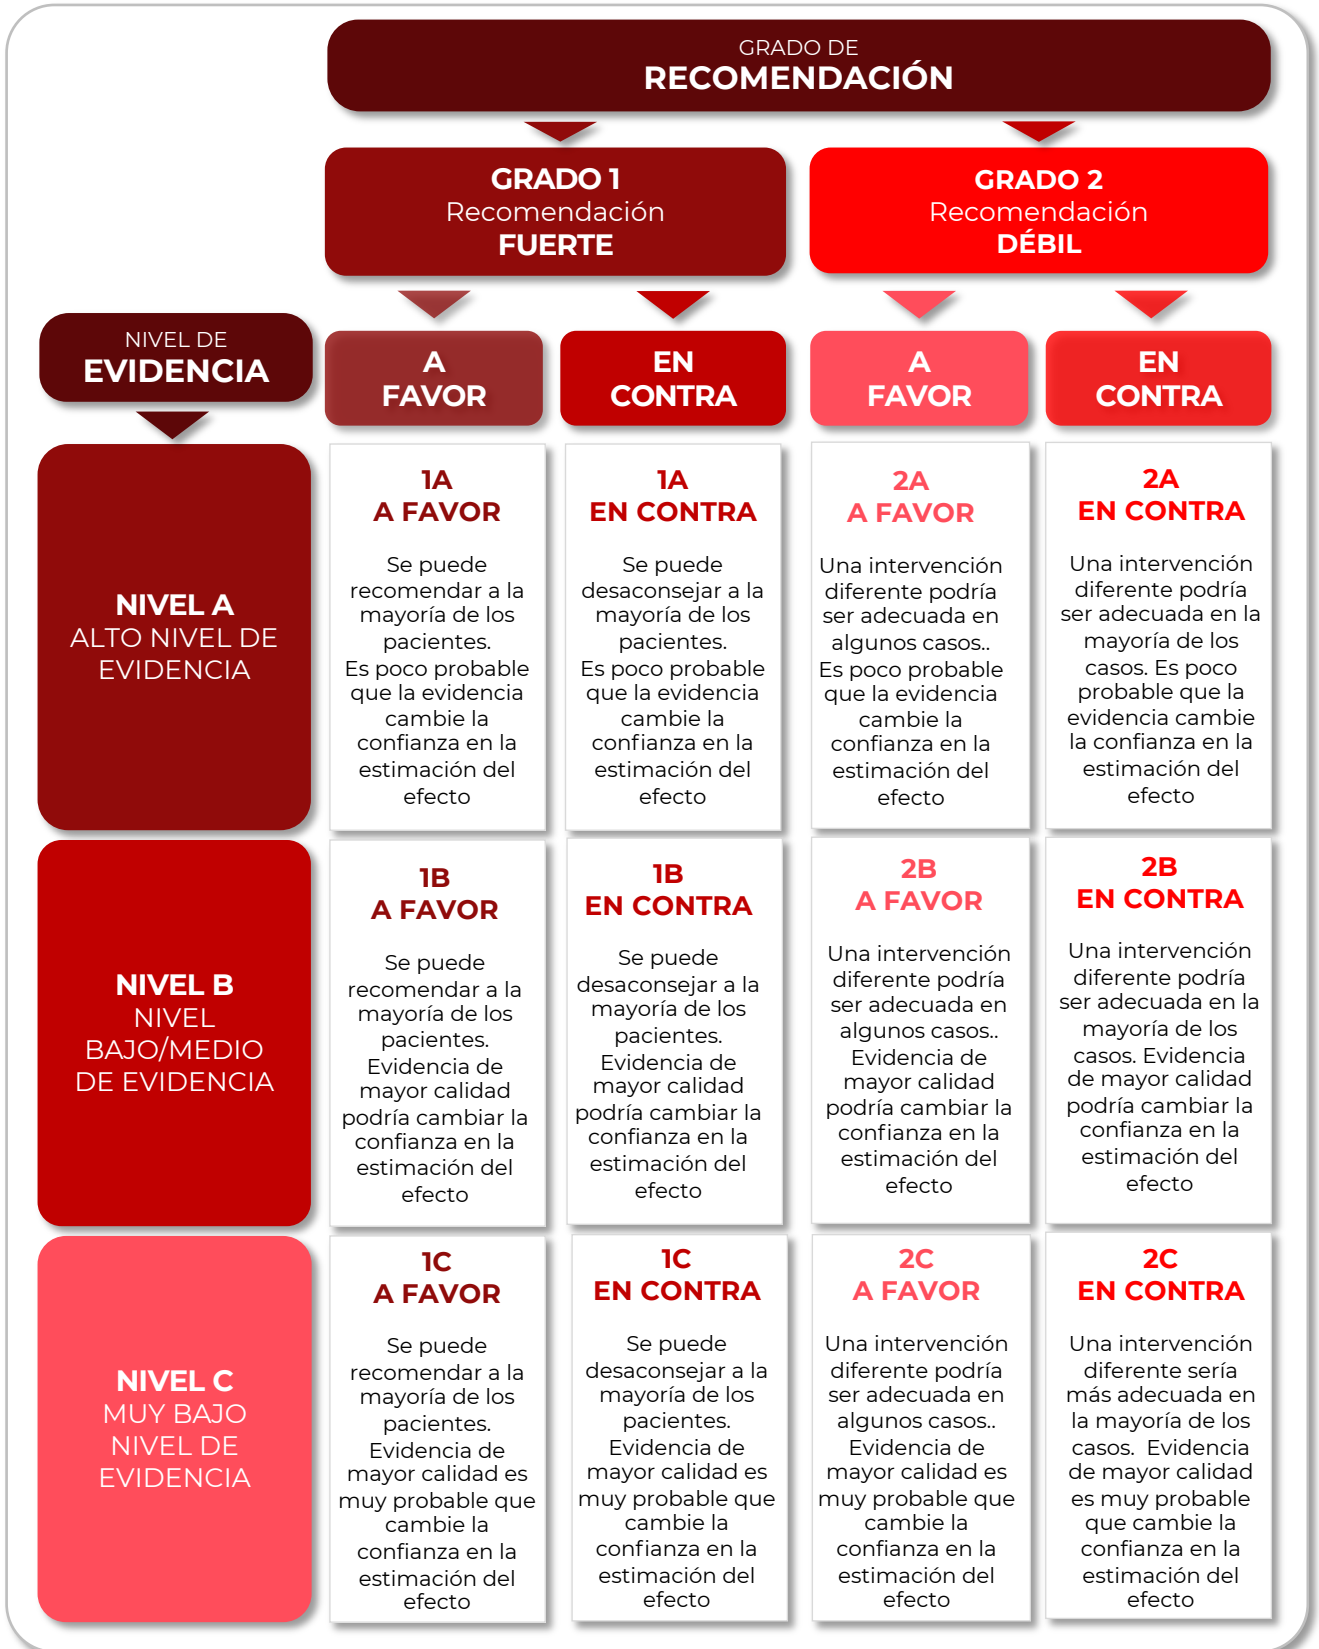 GRADO DE
RECOMENDACIÓN
GRADO 1
Recomendación
FUERTE
GRADO 2
Recomendación
DÉBIL
NIVEL DE
EVIDENCIA
A
FAVOR
EN
CONTRA
A
FAVOR
EN
CONTRA
NIVEL A
ALTO NIVEL DE
EVIDENCIA
1A
A FAVOR
Se puede
recomendar a la
mayoría de los
pacientes.
Es poco probable
que la evidencia
cambie la
confianza en la
estimación del
efecto
1A
EN CONTRA
Se puede
desaconsejar a la
mayoría de los
pacientes.
Es poco probable
que la evidencia
cambie la
confianza en la
estimación del
efecto
2A
A FAVOR
Una intervención
diferente podría
ser adecuada en
algunos casos..
Es poco probable
que la evidencia
cambie la
confianza en la
estimación del
efecto
2A
EN CONTRA
Una intervención
diferente podría
ser adecuada en la
mayoría de los
casos. Es poco
probable que la
evidencia cambie
la confianza en la
estimación del
efecto
NIVEL B
NIVEL
BAJO/MEDIO
DE EVIDENCIA
1B
A FAVOR
Se puede
recomendar a la
mayoría de los
pacientes.
Evidencia de
mayor calidad
podría cambiar la
confianza en la
estimación del
efecto
1B
EN CONTRA
Se puede
desaconsejar a la
mayoría de los
pacientes.
Evidencia de
mayor calidad
podría cambiar la
confianza en la
estimación del
efecto
2B
A FAVOR
Una intervención
diferente podría
ser adecuada en
algunos casos..
Evidencia de
mayor calidad
podría cambiar la
confianza en la
estimación del
efecto
2B
EN CONTRA
Una intervención
diferente podría
ser adecuada en la
mayoría de los
casos. Evidencia
de mayor calidad
podría cambiar la
confianza en la
estimación del
efecto
NIVEL C
MUY BAJO
NIVEL DE
EVIDENCIA
1C
A FAVOR
Se puede
recomendar a la
mayoría de los
pacientes.
Evidencia de
mayor calidad es
muy probable que
cambie la
confianza en la
estimación del
efecto
1C
EN CONTRA
Se puede
desaconsejar a la
mayoría de los
pacientes.
Evidencia de
mayor calidad es
muy probable que
cambie la
confianza en la
estimación del
efecto
2C
A FAVOR
Una intervención
diferente podría
ser adecuada en
algunos casos..
Evidencia de
mayor calidad es
muy probable que
cambie la
confianza en la
estimación del
efecto
2C
EN CONTRA
Una intervención
diferente sería
más adecuada en
la mayoría de los
casos. Evidencia
de mayor calidad
es muy probable
que cambie la
confianza en la
estimación del
efecto